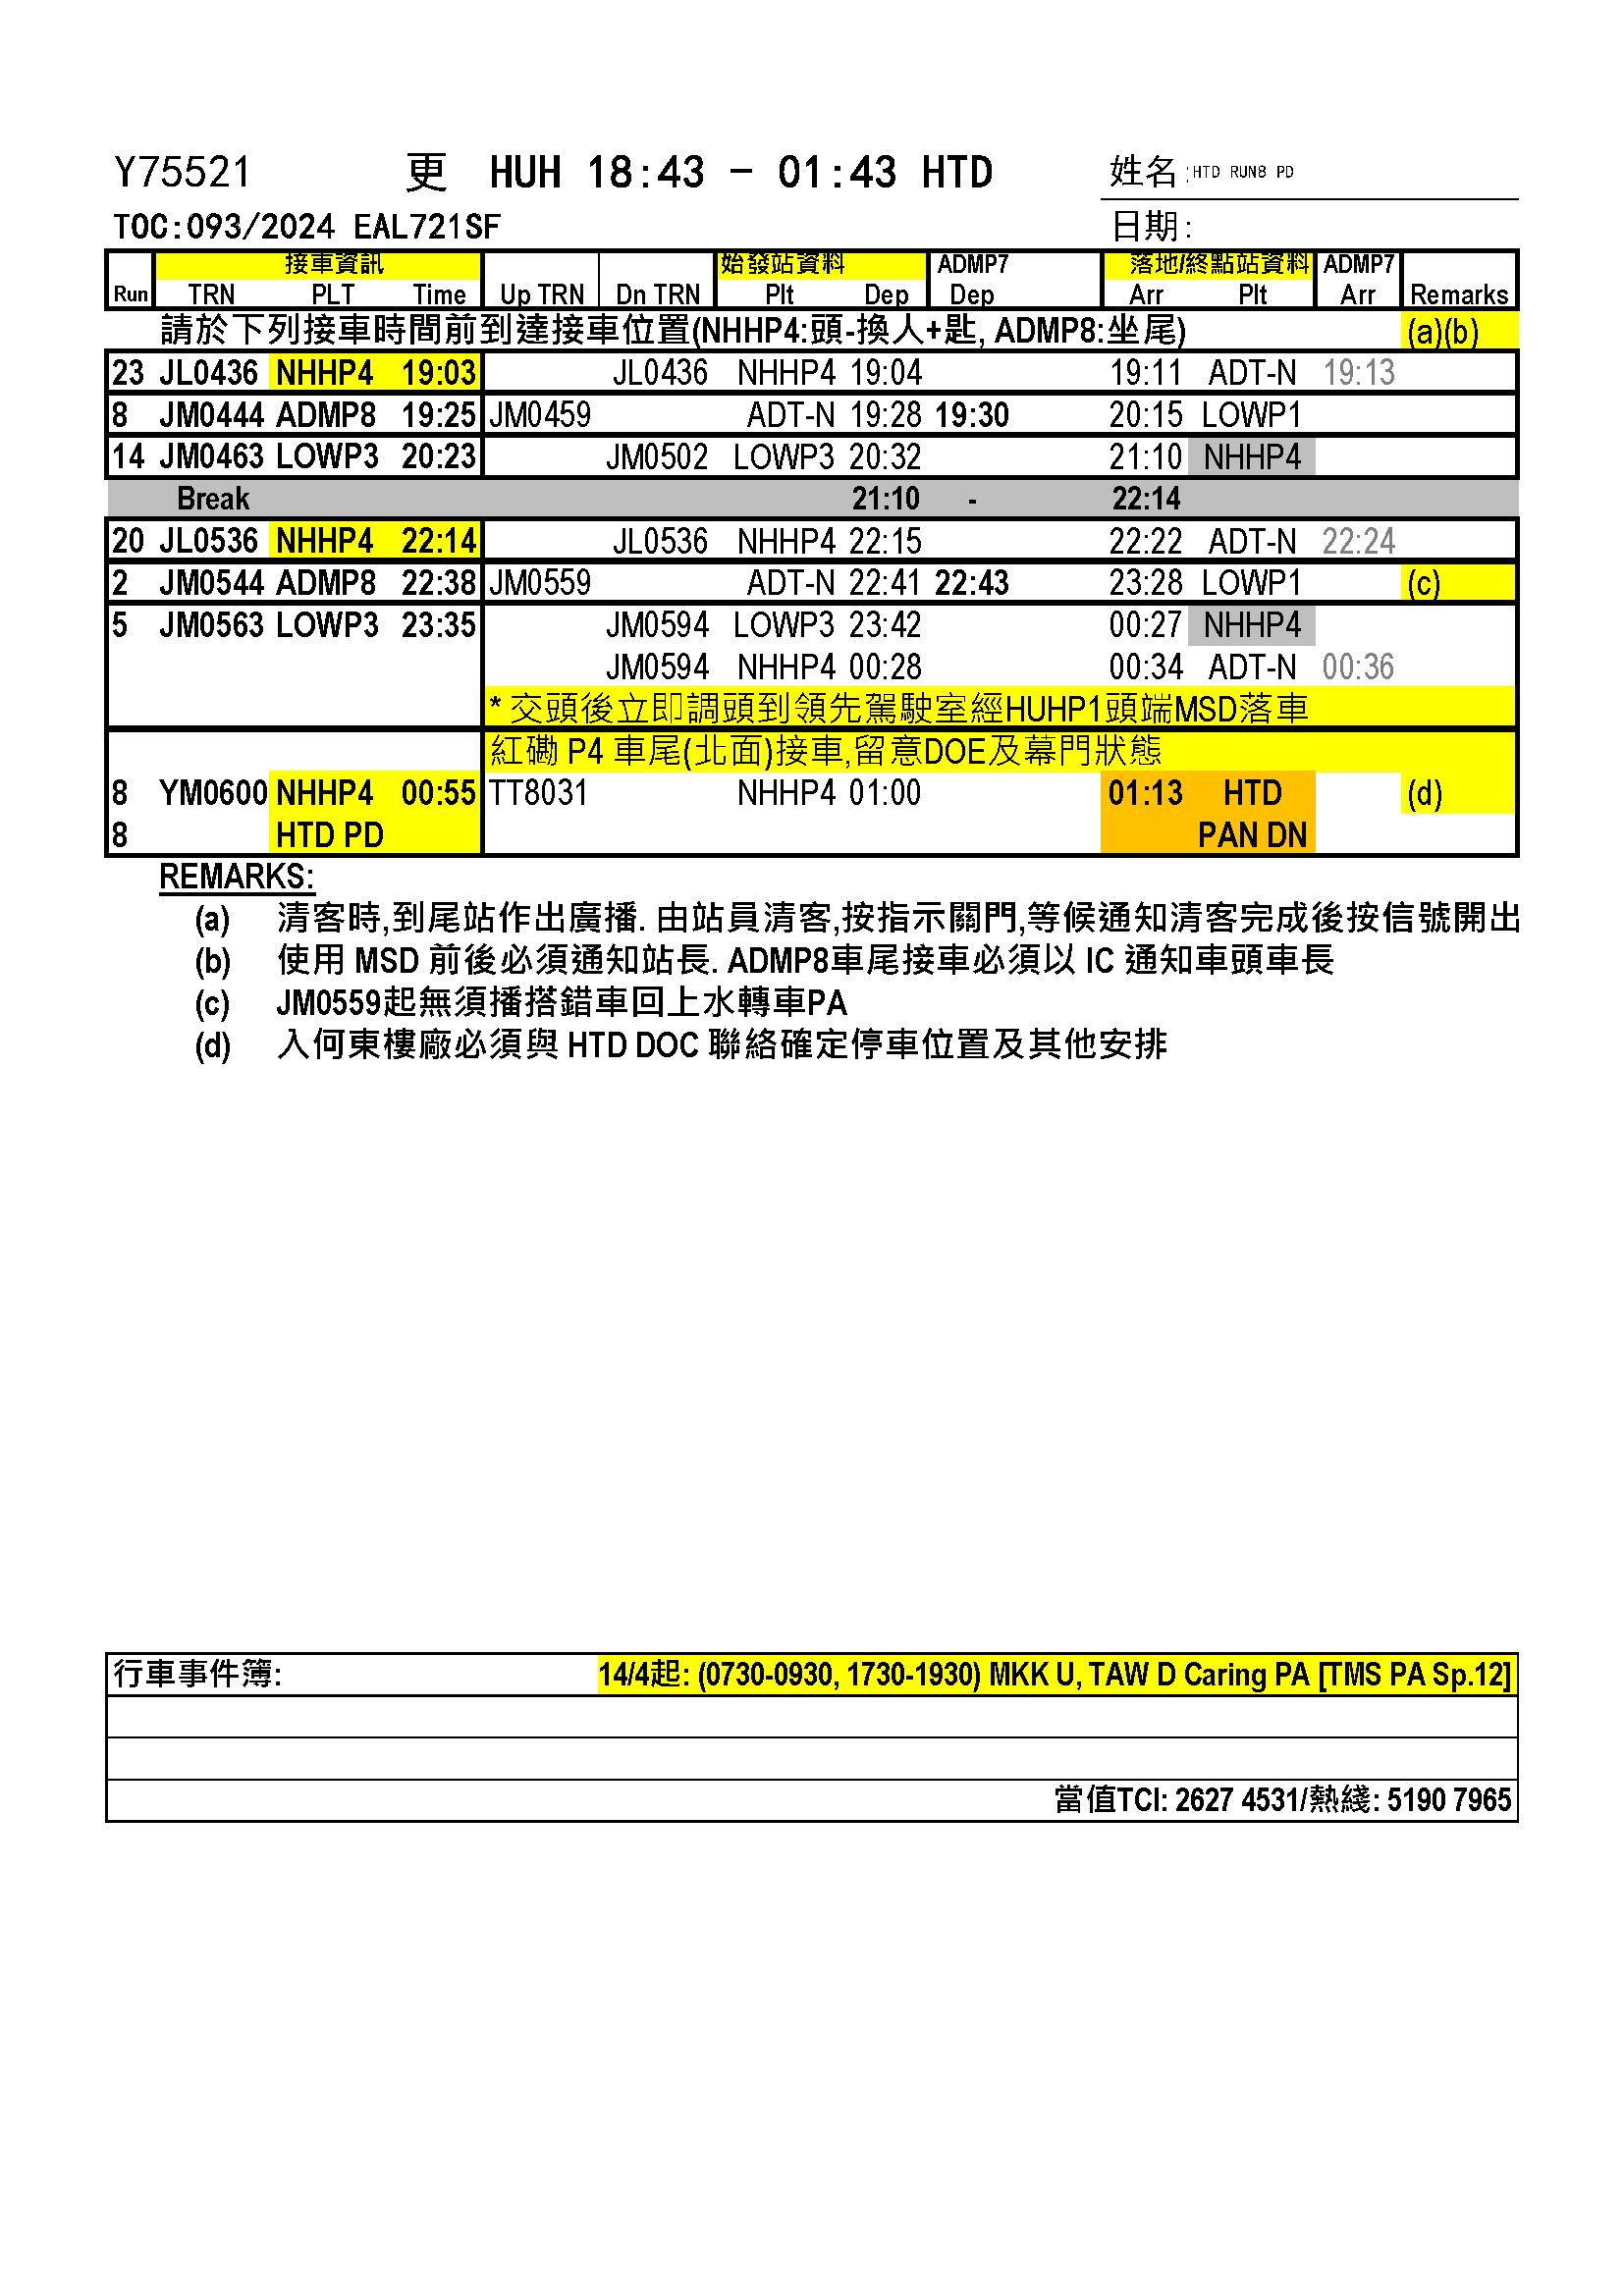 Y75521 更 HUH 18:43 - 01:43 HTD 姓名:HTD RUN8 PD
TOC:093/2024 EAL721SF 日期:
接車資訊 始發站資料 ADMP7 落地/終點站資料 ADMP7
Run TRN PLT Time Up TRN Dn TRN Plt Dep Dep Arr Plt Arr Remarks
請於下列接車時間前到達接車位置(NHHP4:頭-換人+匙, ADMP8:坐尾) (a)(b)
23 JL0436 NHHP4 19:03 JL0436 NHHP4 19:04 19:11 ADT-N 19:13
8 JM0444 ADMP8 19:25 JM0459 ADT-N 19:28 19:30 20:15 LOWP1
14 JM0463 LOWP3 20:23 JM0502 LOWP3 20:32 21:10 NHHP4
Break 21:10 - 22:14
20 JL0536 NHHP4 22:14 JL0536 NHHP4 22:15 22:22 ADT-N 22:24
2 JM0544 ADMP8 22:38 JM0559 ADT-N 22:41 22:43 23:28 LOWP1 (c)
5 JM0563 LOWP3 23:35 JM0594 LOWP3 23:42 00:27 NHHP4
JM0594 NHHP4 00:28 00:34 ADT-N 00:36
* 交頭後立即調頭到領先駕駛室經HUHP1頭端MSD落車
紅磡 P4 車尾(北面)接車,留意DOE及幕門狀態
8 YM0600 NHHP4 00:55 TT8031 NHHP4 01:00 01:13 HTD (d)
8 HTD PD PAN DN
REMARKS:
(a) 清客時,到尾站作出廣播. 由站員清客,按指示關門,等候通知清客完成後按信號開出
(b) 使用 MSD 前後必須通知站長. ADMP8車尾接車必須以 IC 通知車頭車長
(c) JM0559起無須播搭錯車回上水轉車PA
(d) 入何東樓廠必須與 HTD DOC 聯絡確定停車位置及其他安排
行車事件簿: 14/4起: (0730-0930, 1730-1930) MKK U, TAW D Caring PA [TMS PA Sp.12]
當值TCI: 2627 4531/熱綫: 5190 7965